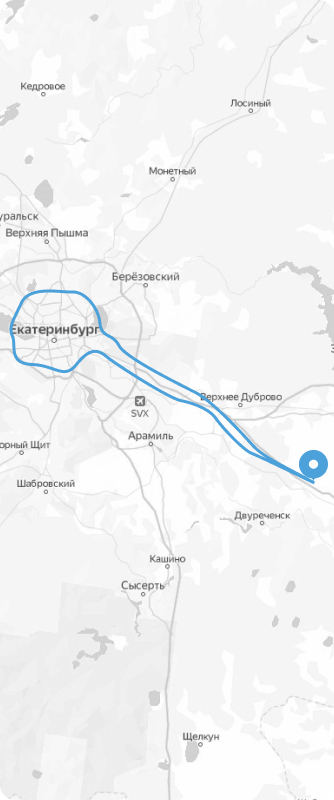 Кедровое
Лосиный
Монетный
уральск
Верхняя Пышма
Берёзовский
Екатеринбург
Верхнее Дуброво
SVX
Арамиль
орный Щит
Шабровский
Двуреченск
Кашино
Сысерть
Щелкун